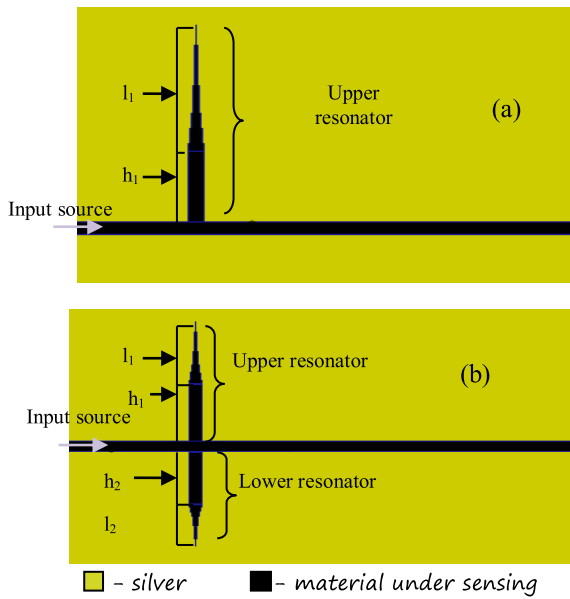 l₁
Upper
resonator
(a)
h₁
Input source
l₁
Upper resonator
(b)
h₁
Input source
h₂
Lower resonator
l₂
- silver
- material under sensing